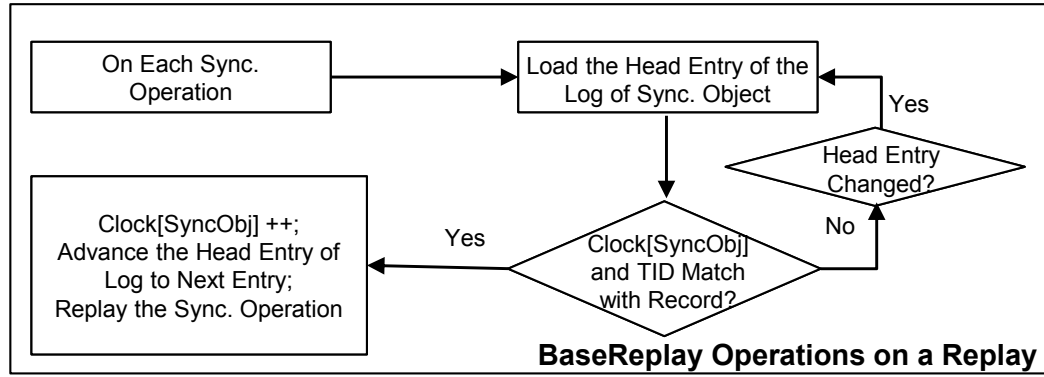 On Each Sync.
Operation
Load the Head Entry of the
Log of Sync. Object
Yes
Head Entry
Changed?
No
Clock[SyncObj]
and TID Match
with Record?
Yes
Clock[SyncObj] ++;
Advance the Head Entry of
Log to Next Entry;
Replay the Sync. Operation
BaseReplay Operations on a Replay